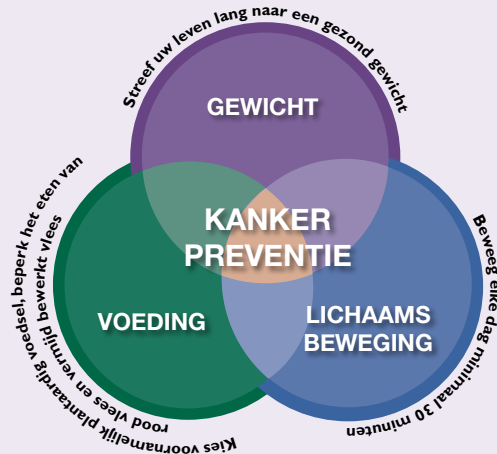 Streef uw leven lang naar een gezond gewicht
GEWICHT
KANKER
PREVENTIE
VOEDING
LICHAAMS
BEWEGING
Kies voornamelijk plantaardig voedsel, beperk het eten van
rood vlees en vermijd bewerkt vlees
Beweeg elke dag minimaal 30 minuten